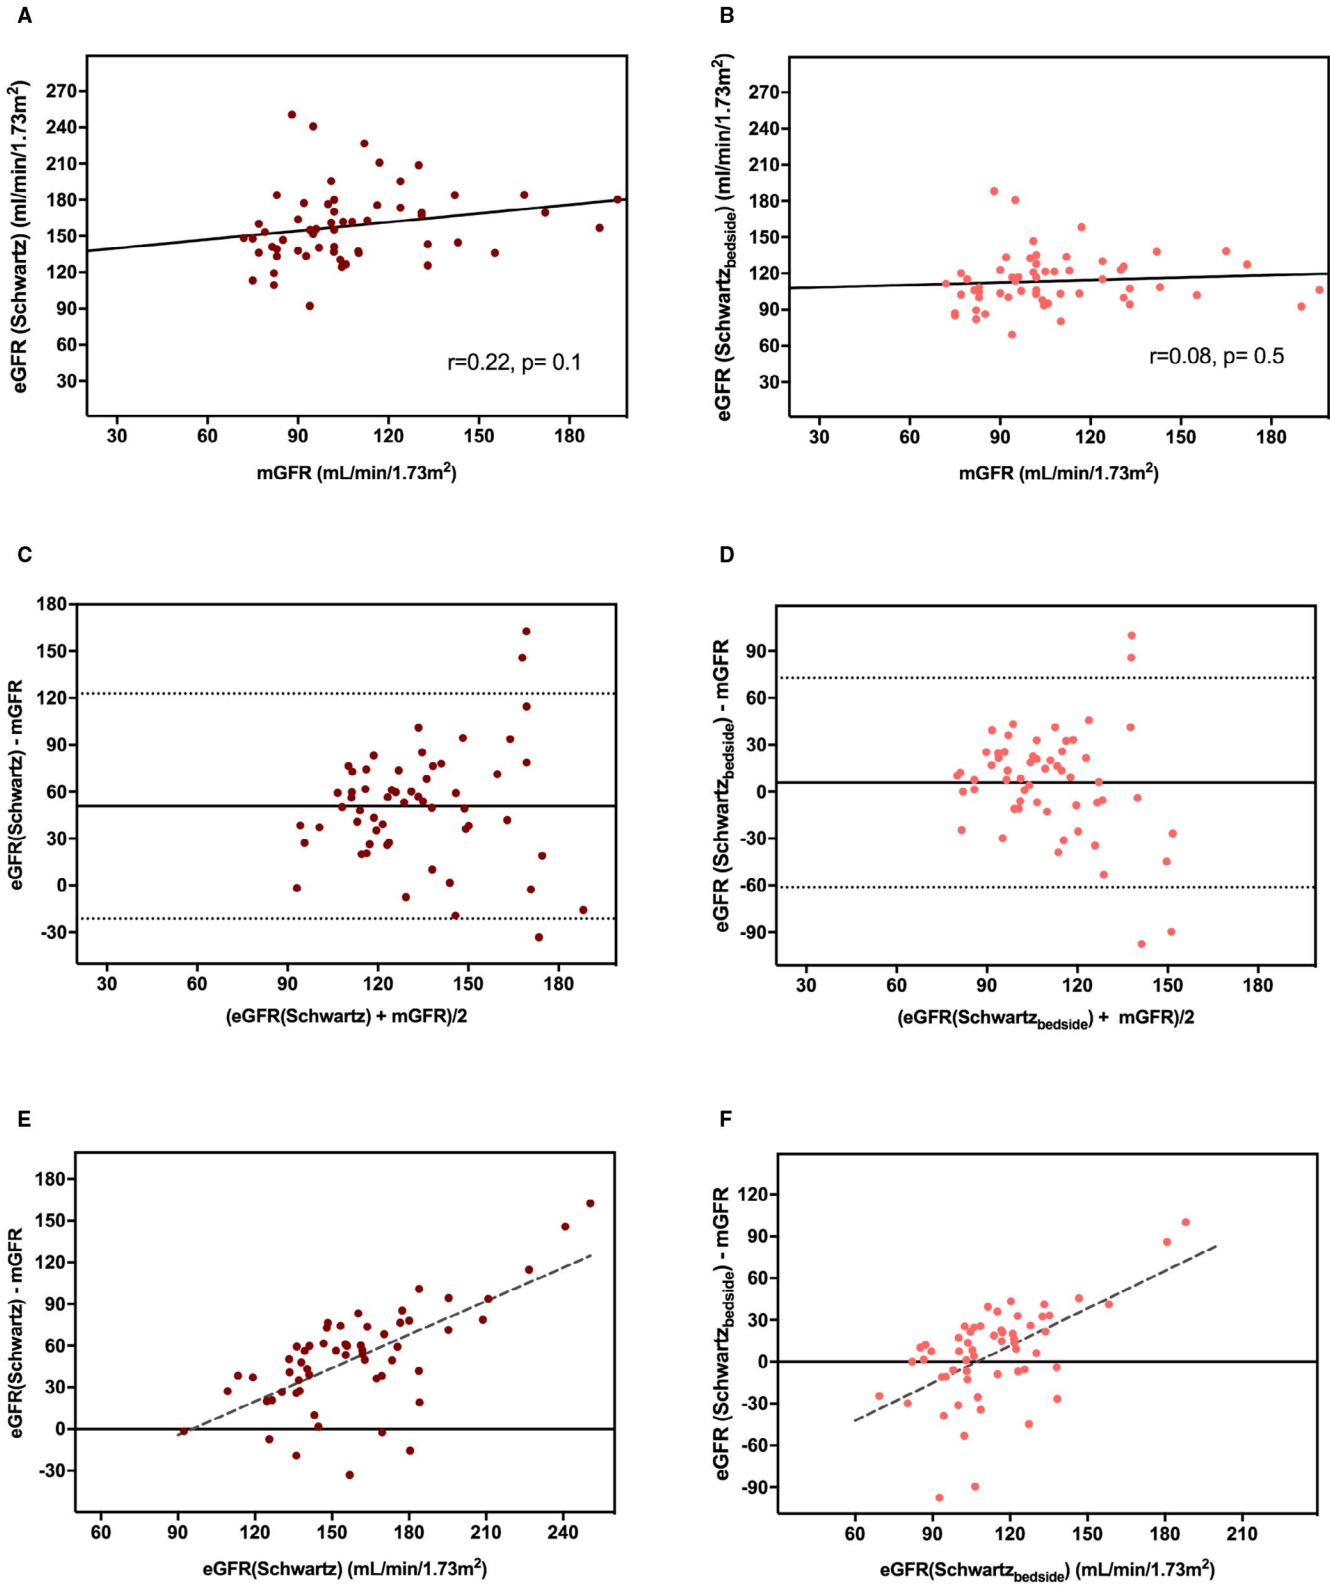 A
eGFR (Schwartz) (ml/min/1.73m²)
270
240
210
180
150
120
90
60
30
r=0.22, p= 0.1
30 60 90 120 150 180
mGFR (mL/min/1.73m²)
B
eGFR (Schwartz_bedside) (ml/min/1.73m²)
270
240
210
180
150
120
90
60
30
r=0.08, p= 0.5
30 60 90 120 150 180
mGFR (mL/min/1.73m²)
C
eGFR(Schwartz) - mGFR
180
150
120
90
60
30
0
-30
30 60 90 120 150 180
(eGFR(Schwartz) + mGFR)/2
D
eGFR (Schwartz_bedside) - mGFR
90
60
30
0
-30
-60
-90
30 60 90 120 150 180
(eGFR(Schwartz_bedside) + mGFR)/2
E
eGFR(Schwartz) - mGFR
180
150
120
90
60
30
0
-30
60 90 120 150 180 210 240
eGFR(Schwartz) (mL/min/1.73m²)
F
eGFR (Schwartz_bedside) - mGFR
120
90
60
30
0
-30
-60
-90
60 90 120 150 180 210
eGFR(Schwartz_bedside) (mL/min/1.73m²)